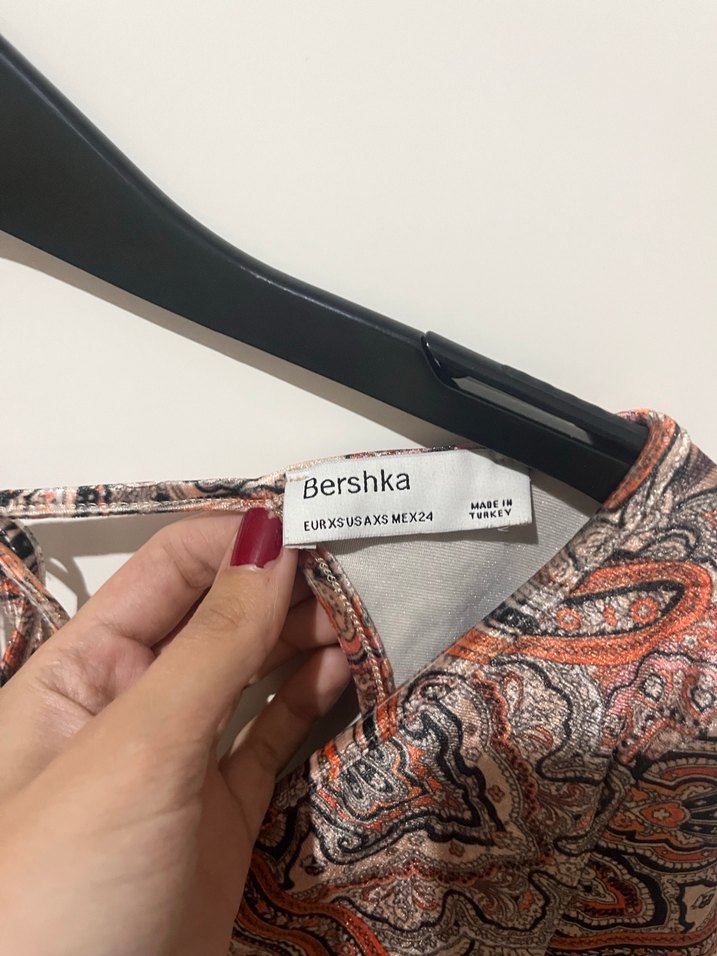 Bershka
EUR XS USA XS MEX 24
MADE IN
TURKEY